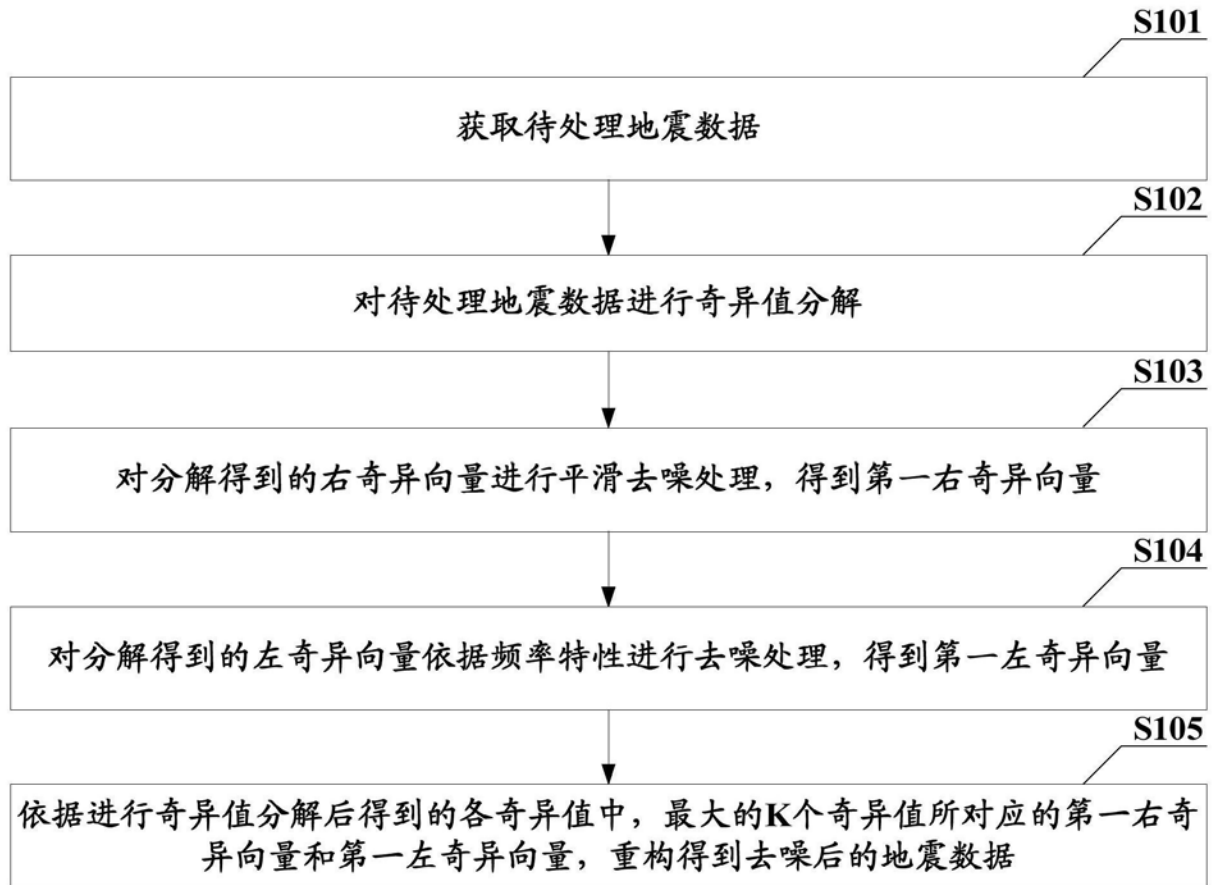 S101
获取待处理地震数据
S102
对待处理地震数据进行奇异值分解
S103
对分解得到的右奇异向量进行平滑去噪处理，得到第一右奇异向量
S104
对分解得到的左奇异向量依据频率特性进行去噪处理，得到第一左奇异向量
S105
依据进行奇异值分解后得到的各奇异值中，最大的K个奇异值所对应的第一右奇
异向量和第一左奇异向量，重构得到去噪后的地震数据